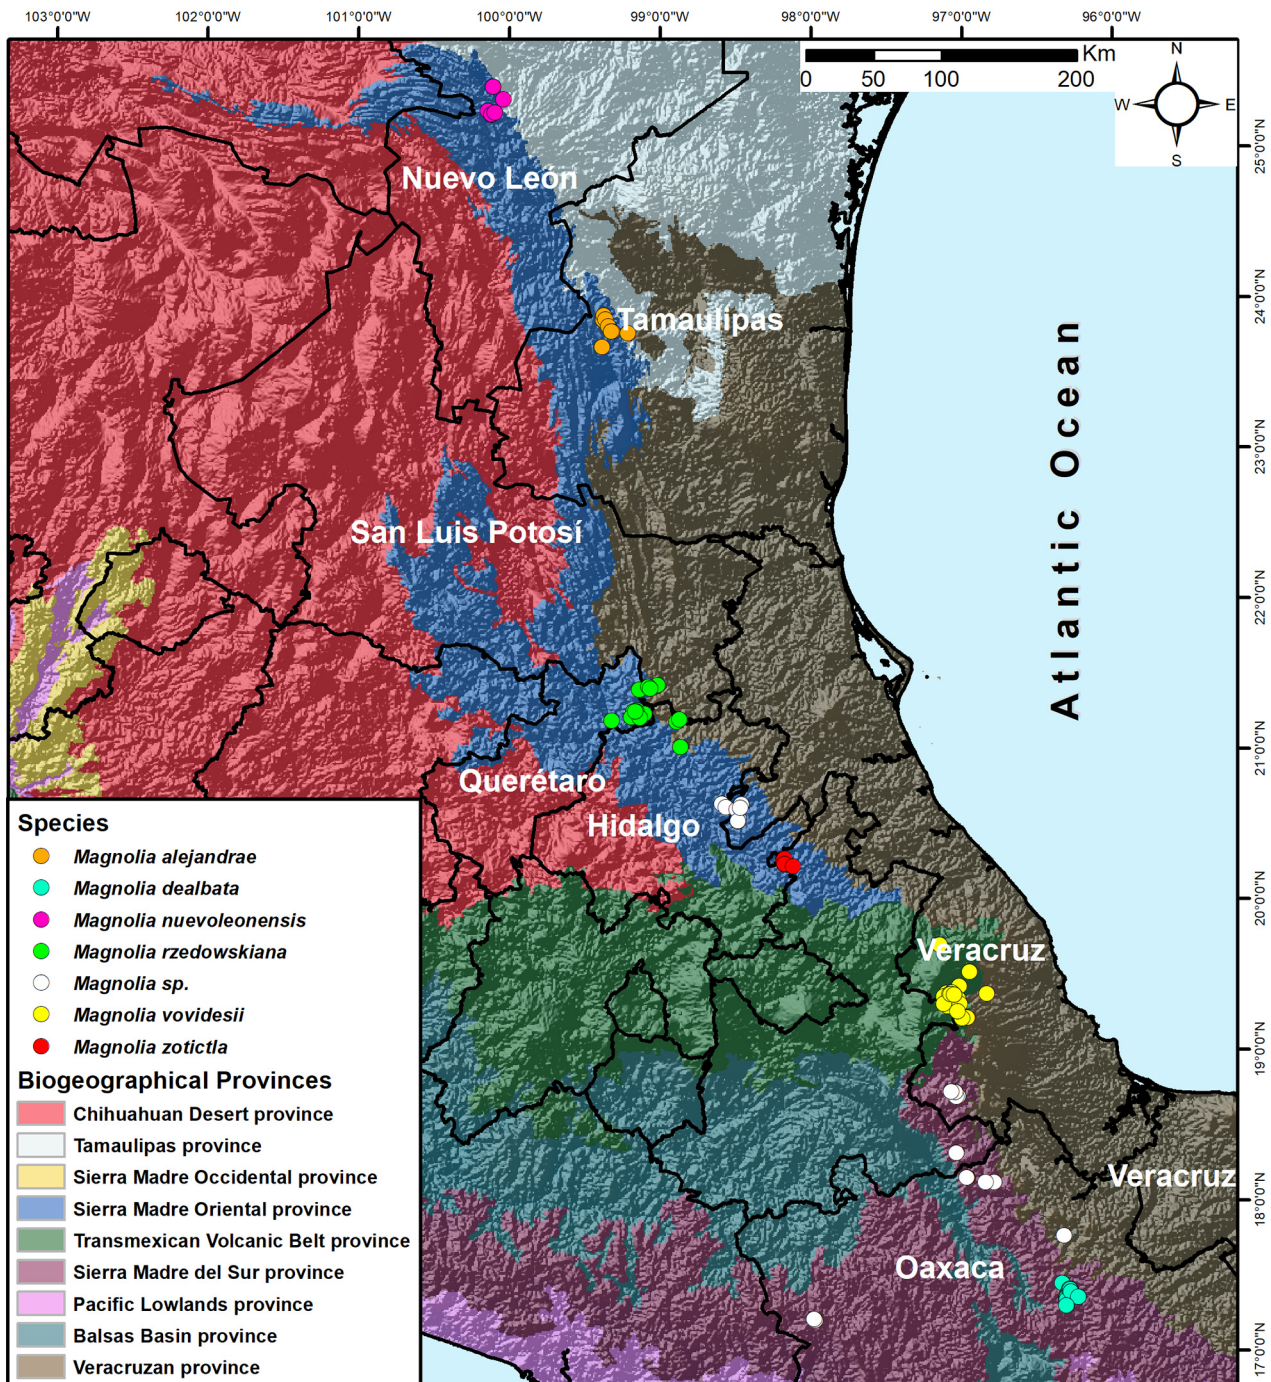 103°0'0"W 102°0'0"W 101°0'0"W 100°0'0"W 99°0'0"W 98°0'0"W 97°0'0"W 96°0'0"W
Km
0 50 100 200
N
W E
S
25°0'0"N
24°0'0"N
23°0'0"N
22°0'0"N
21°0'0"N
20°0'0"N
19°0'0"N
18°0'0"N
17°0'0"N
Nuevo León
Tamaulipas
Atlantic Ocean
San Luis Potosí
Querétaro
Hidalgo
Veracruz
Veracruz
Oaxaca
Species
Magnolia alejandrae
Magnolia dealbata
Magnolia nuevoleonensis
Magnolia rzedowskiana
Magnolia sp.
Magnolia vovidesii
Magnolia zotictla
Biogeographical Provinces
Chihuahuan Desert province
Tamaulipas province
Sierra Madre Occidental province
Sierra Madre Oriental province
Transmexican Volcanic Belt province
Sierra Madre del Sur province
Pacific Lowlands province
Balsas Basin province
Veracruzan province